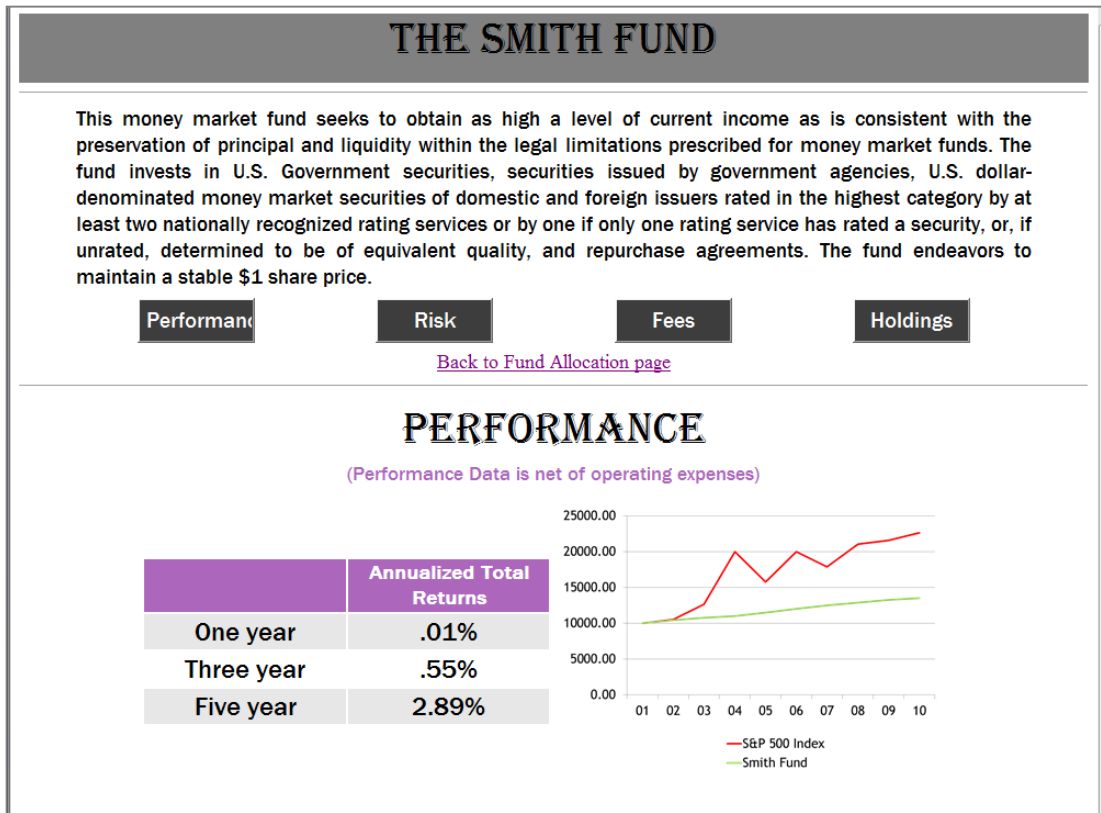 THE SMITH FUND
This money market fund seeks to obtain as high a level of current income as is consistent with the
preservation of principal and liquidity within the legal limitations prescribed for money market funds. The
fund invests in U.S. Government securities, securities issued by government agencies, U.S. dollar-
denominated money market securities of domestic and foreign issuers rated in the highest category by at
least two nationally recognized rating services or by one if only one rating service has rated a security, or, if
unrated, determined to be of equivalent quality, and repurchase agreements. The fund endeavors to
maintain a stable $1 share price.
Performanc Risk Fees Holdings
Back to Fund Allocation page
PERFORMANCE
(Performance Data is net of operating expenses)
Annualized Total
Returns
One year .01%
Three year .55%
Five year 2.89%
25000.00
20000.00
15000.00
10000.00
5000.00
0.00
01 02 03 04 05 06 07 08 09 10
S&P 500 Index
Smith Fund